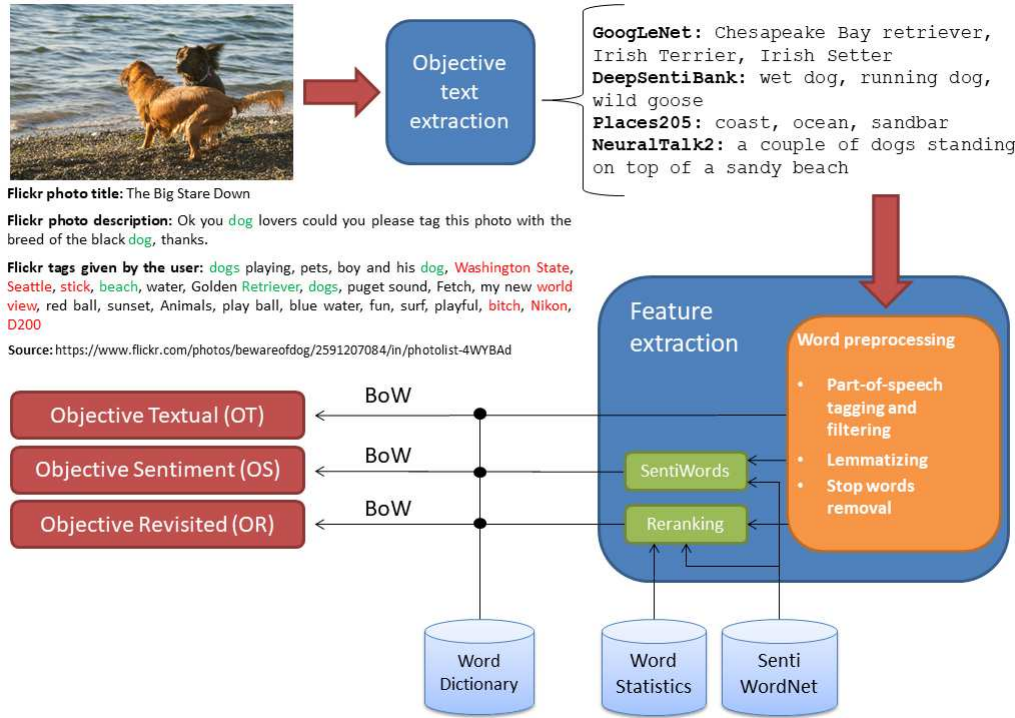 Objective
text
extraction
GoogLeNet: Chesapeake Bay retriever,
Irish Terrier, Irish Setter
DeepSentiBank: wet dog, running dog,
wild goose
Places205: coast, ocean, sandbar
NeuralTalk2: a couple of dogs standing
on top of a sandy beach
Flickr photo title: The Big Stare Down
Flickr photo description: Ok you dog lovers could you please tag this photo with the
breed of the black dog, thanks.
Flickr tags given by the user: dogs playing, pets, boy and his dog, Washington State,
Seattle, stick, beach, water, Golden Retriever, dogs, puget sound, Fetch, my new world
view, red ball, sunset, Animals, play ball, blue water, fun, surf, playful, bitch, Nikon,
D200
Source: https://www.flickr.com/photos/bewareofdog/2591207084/in/photolist-4WYBAd
Feature
extraction
Word preprocessing
• Part-of-speech
tagging and
filtering
• Lemmatizing
• Stop words
removal
BoW
Objective Textual (OT)
BoW
Objective Sentiment (OS)
SentiWords
BoW
Objective Revisited (OR)
Reranking
Word
Dictionary
Word
Statistics
Senti
WordNet